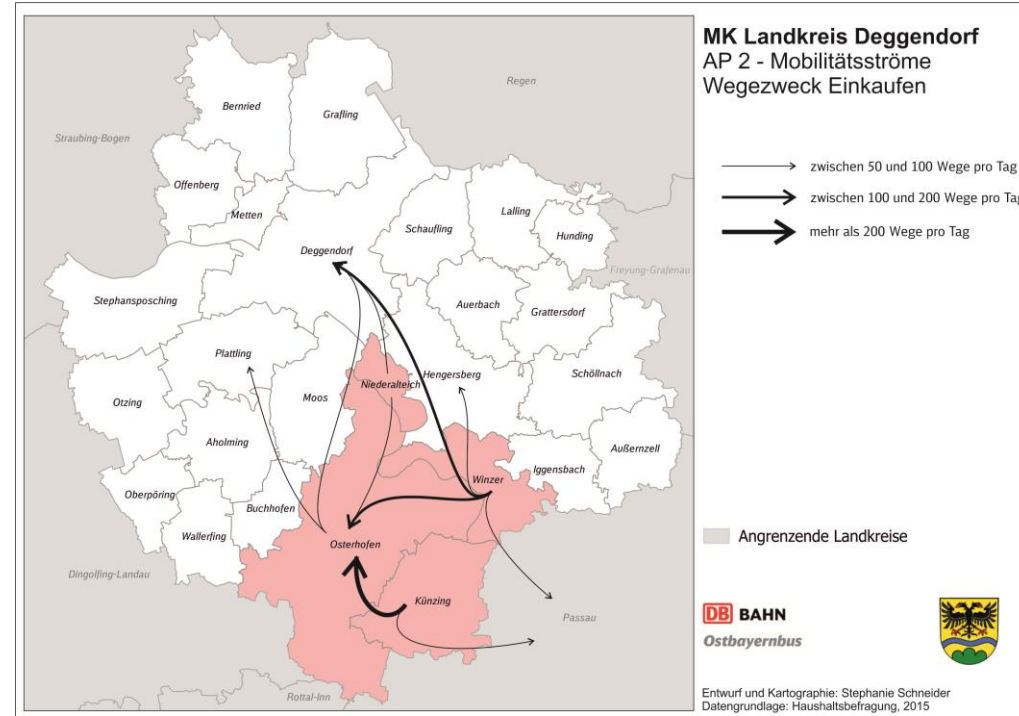 MK Landkreis Deggendorf
AP 2 - Mobilitätsströme
Wegezweck Einkaufen
zwischen 50 und 100 Wege pro Tag
zwischen 100 und 200 Wege pro Tag
mehr als 200 Wege pro Tag
Regen
Bernried
Grafling
Straubing-Bogen
Offenberg
Metten
Lalling
Schaufling
Hunding
Deggendorf
Freyung-Grafenau
Stephansposching
Auerbach
Grattersdorf
Plattling
Hengersberg
Schöllnach
Niederalteich
Otzing
Moos
Aholming
Außernzell
Iggensbach
Winzer
Oberpöring
Buchhofen
Wallerfing
Osterhofen
Dingolfing-Landau
Künzing
Passau
Rottal-Inn
Angrenzende Landkreise
DB BAHN
Ostbayernbus
Entwurf und Kartographie: Stephanie Schneider
Datengrundlage: Haushaltsbefragung, 2015